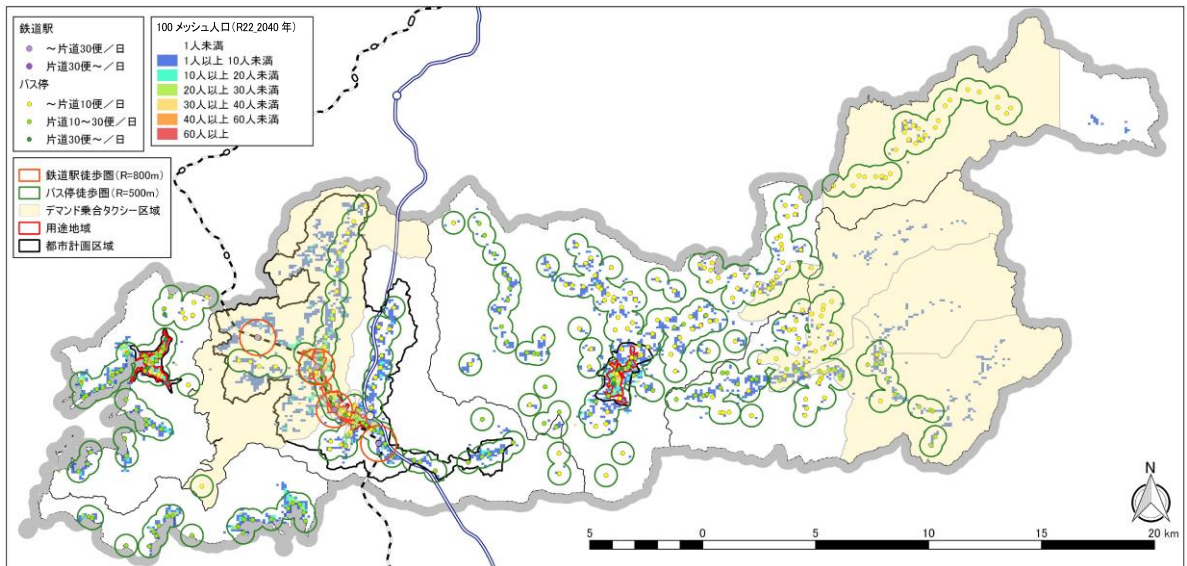 鉄道駅
～片道30便／日
片道30便～／日
バス停
～片道10便／日
片道10～30便／日
片道30便～／日
100メッシュ人口(R22_2040年)
1人未満
1人以上 10人未満
10人以上 20人未満
20人以上 30人未満
30人以上 40人未満
40人以上 60人未満
60人以上
鉄道駅徒歩圏(R=800m)
バス停徒歩圏(R=500m)
デマンド乗合タクシー区域
用途地域
都市計画区域
N
5 0 5 10 15 20 km